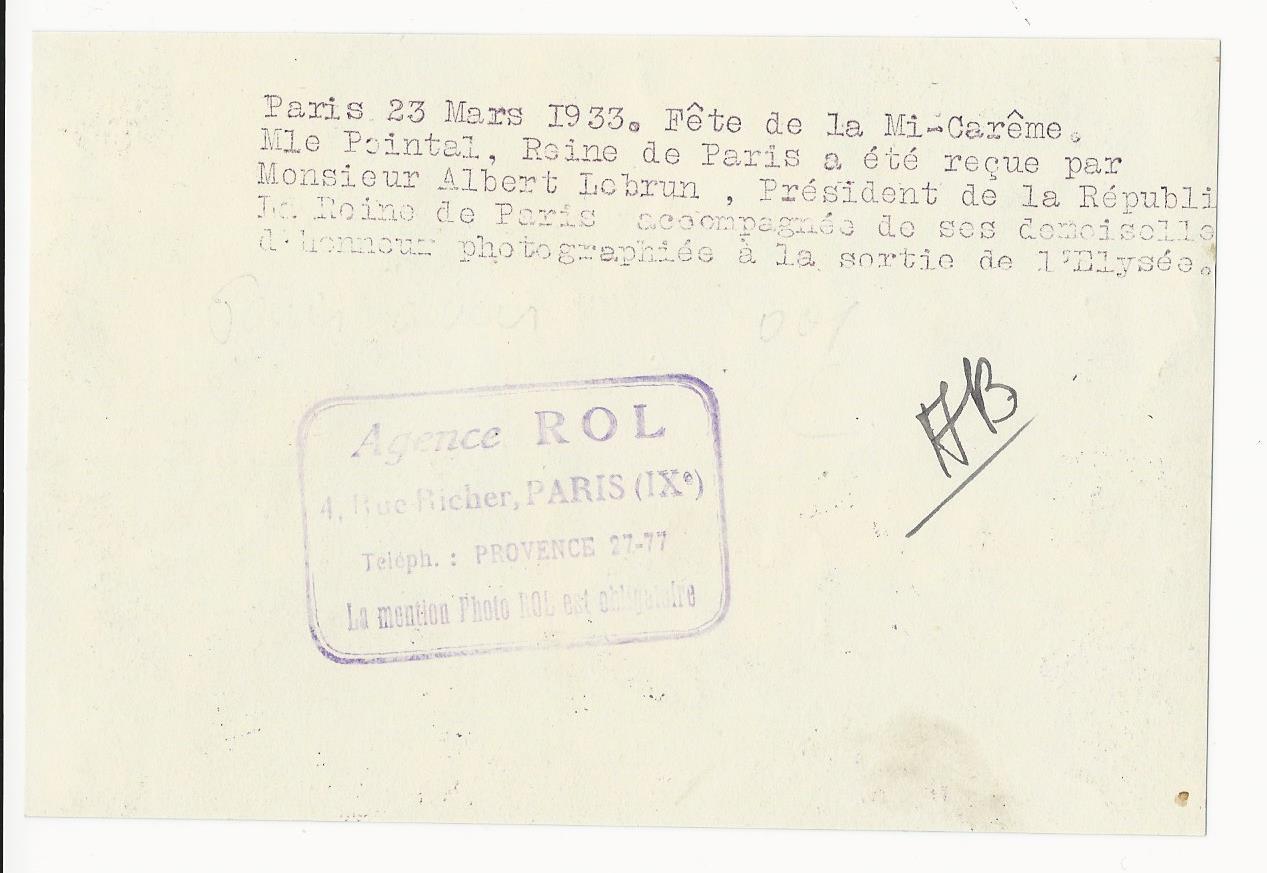 Paris 23 Mars 1933. Fête de la Mi-Carême.
Mle Pointal, Reine de Paris a été reçue par
Monsieur Albert Lebrun , Président de la Républi
La Reine de Paris accompagnée de ses demoiselle
d'honneur photographiée à la sortie de l'Elysée.
Agence ROL
4, Rue Richer, PARIS (IXe)
Teléph. : PROVENCE 27-77
La mention Photo ROL est obligatoire